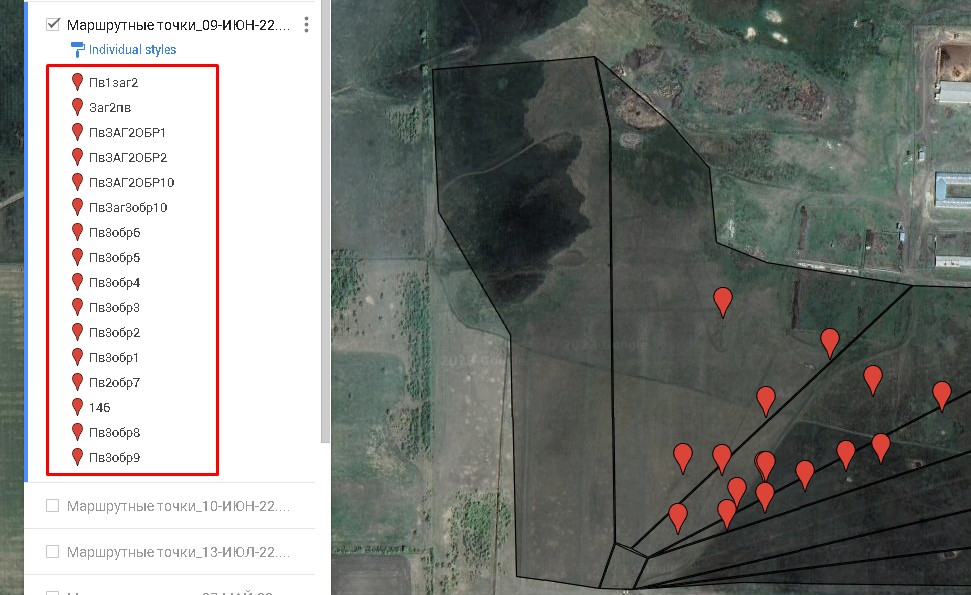 Маршрутные точки_09-ИЮН-22....
Individual styles
Пв1заг2
Заг2пв
ПвЗАГ2ОБР1
ПвЗАГ2ОБР2
ПвЗАГ2ОБР10
ПвЗаг3обр10
Пв3обр6
Пв3обр5
Пв3обр4
Пв3обр3
Пв3обр2
Пв3обр1
Пв2обр7
146
Пв3обр8
Пв3обр9
Маршрутные точки_10-ИЮН-22....
Маршрутные точки_13-ИЮЛ-22....